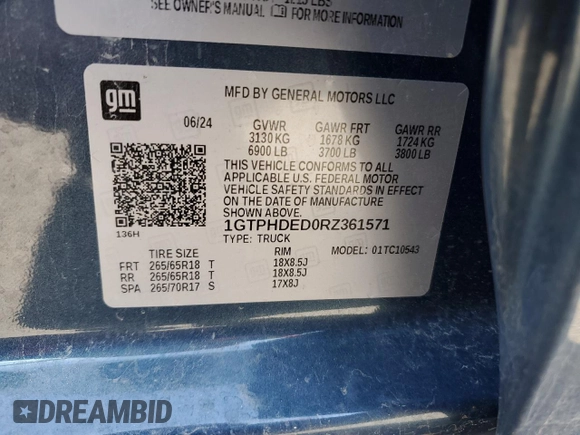 SEE OWNER'S MANUAL FOR MORE INFORMATION
gm
MFD BY GENERAL MOTORS LLC
06/24 GVWR GAWR FRT GAWR RR
3130 KG 1678 KG 1724 KG
6900 LB 3700 LB 3800 LB
THIS VEHICLE CONFORMS TO ALL
APPLICABLE U.S. FEDERAL MOTOR
VEHICLE SAFETY STANDARDS IN EFFECT
ON THE DATE OF MANUFACTURE
SHOWN ABOVE.
136H
1GTPHDED0RZ361571
TYPE: TRUCK MODEL: 01TC10543
TIRE SIZE RIM
FRT 265/65R18 T 18X8.5J
RR 265/65R18 T 18X8.5J
SPA 265/70R17 S 17X8J
DREAMBID